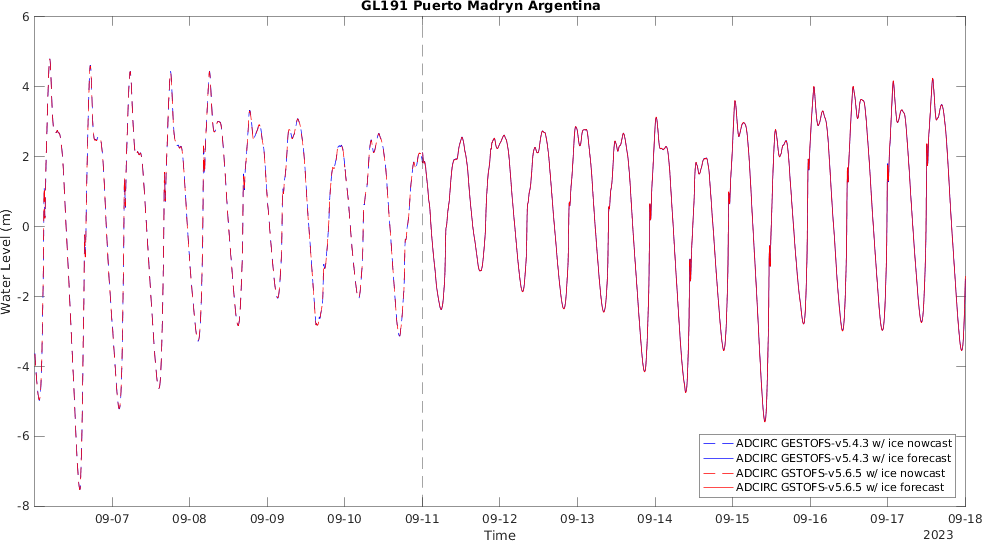 GL191 Puerto Madryn Argentina
6
4
2
0
-2
-4
-6
-8
Water Level (m)
ADCIRC GESTOFS-v5.4.3 w/ ice nowcast
ADCIRC GESTOFS-v5.4.3 w/ ice forecast
ADCIRC GSTOFS-v5.6.5 w/ ice nowcast
ADCIRC GSTOFS-v5.6.5 w/ ice forecast
09-07 09-08 09-09 09-10 09-11 09-12 09-13 09-14 09-15 09-16 09-17 09-18
Time 2023